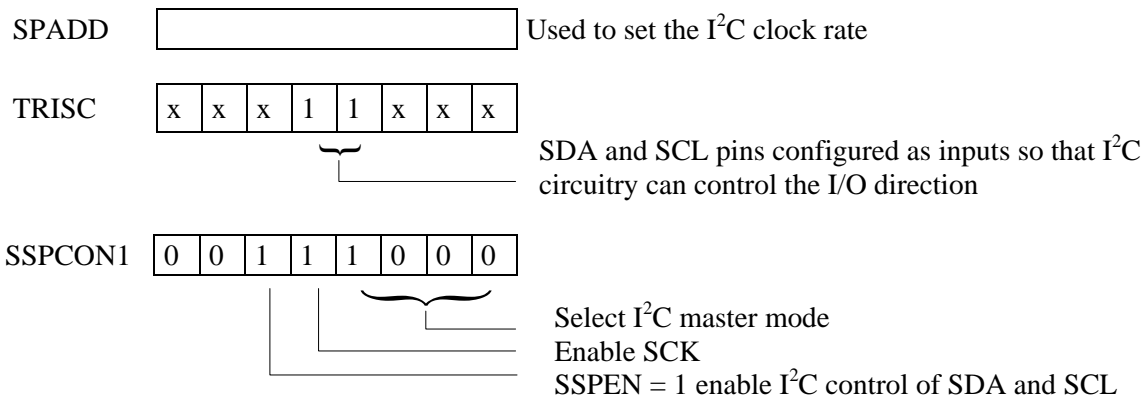 SPADD Used to set the I²C clock rate
TRISC x x x 1 1 x x x
SDA and SCL pins configured as inputs so that I²C
circuitry can control the I/O direction
SSPCON1 0 0 1 1 1 0 0 0
Select I²C master mode
Enable SCK
SSPEN = 1 enable I²C control of SDA and SCL